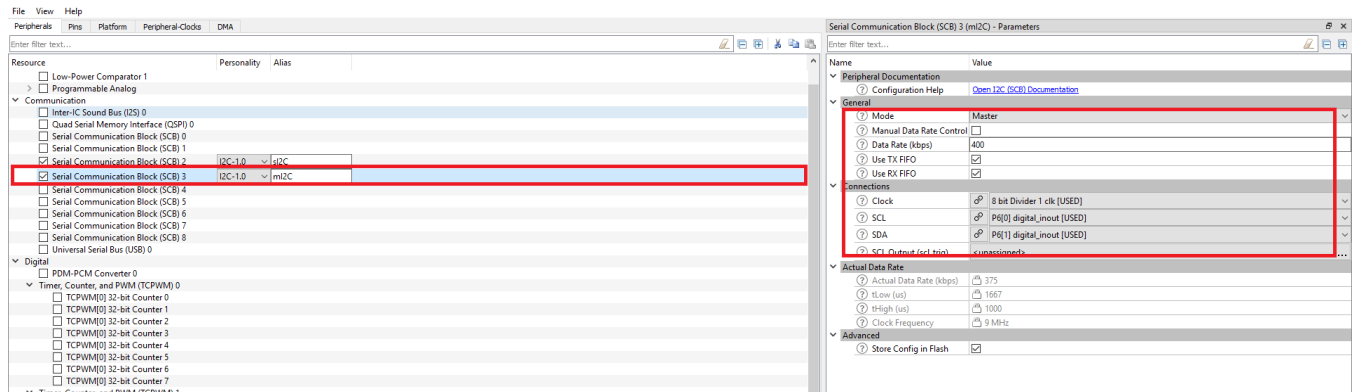 File View Help
Peripherals Pins Platform Peripheral-Clocks DMA
Enter filter text...
Resource Personality Alias
Low-Power Comparator 1
Programmable Analog
Communication
Inter-IC Sound Bus (I2S) 0
Quad Serial Memory Interface (QSPI) 0
Serial Communication Block (SCB) 0
Serial Communication Block (SCB) 1
Serial Communication Block (SCB) 2 I2C-1.0 sI2C
Serial Communication Block (SCB) 3 I2C-1.0 mI2C
Serial Communication Block (SCB) 4
Serial Communication Block (SCB) 5
Serial Communication Block (SCB) 6
Serial Communication Block (SCB) 7
Serial Communication Block (SCB) 8
Universal Serial Bus (USB) 0
Digital
PDM-PCM Converter 0
Timer, Counter, and PWM (TCPWM) 0
TCPWM[0] 32-bit Counter 0
TCPWM[0] 32-bit Counter 1
TCPWM[0] 32-bit Counter 2
TCPWM[0] 32-bit Counter 3
TCPWM[0] 32-bit Counter 4
TCPWM[0] 32-bit Counter 5
TCPWM[0] 32-bit Counter 6
TCPWM[0] 32-bit Counter 7
Timer, Counter, and PWM (TCPWM) 1
Serial Communication Block (SCB) 3 (mI2C) - Parameters
Enter filter text...
Name Value
Peripheral Documentation
Configuration Help Open I2C (SCB) Documentation
General
Mode Master
Manual Data Rate Control
Data Rate (kbps) 400
Use TX FIFO
Use RX FIFO
Connections
Clock 8 bit Divider 1 clk [USED]
SCL P6[0] digital_inout [USED]
SDA P6[1] digital_inout [USED]
SCL Output (scl_trig) <unassigned> ...
Actual Data Rate
Actual Data Rate (kbps) 375
tLow (us) 1667
tHigh (us) 1000
Clock Frequency 9 MHz
Advanced
Store Config in Flash